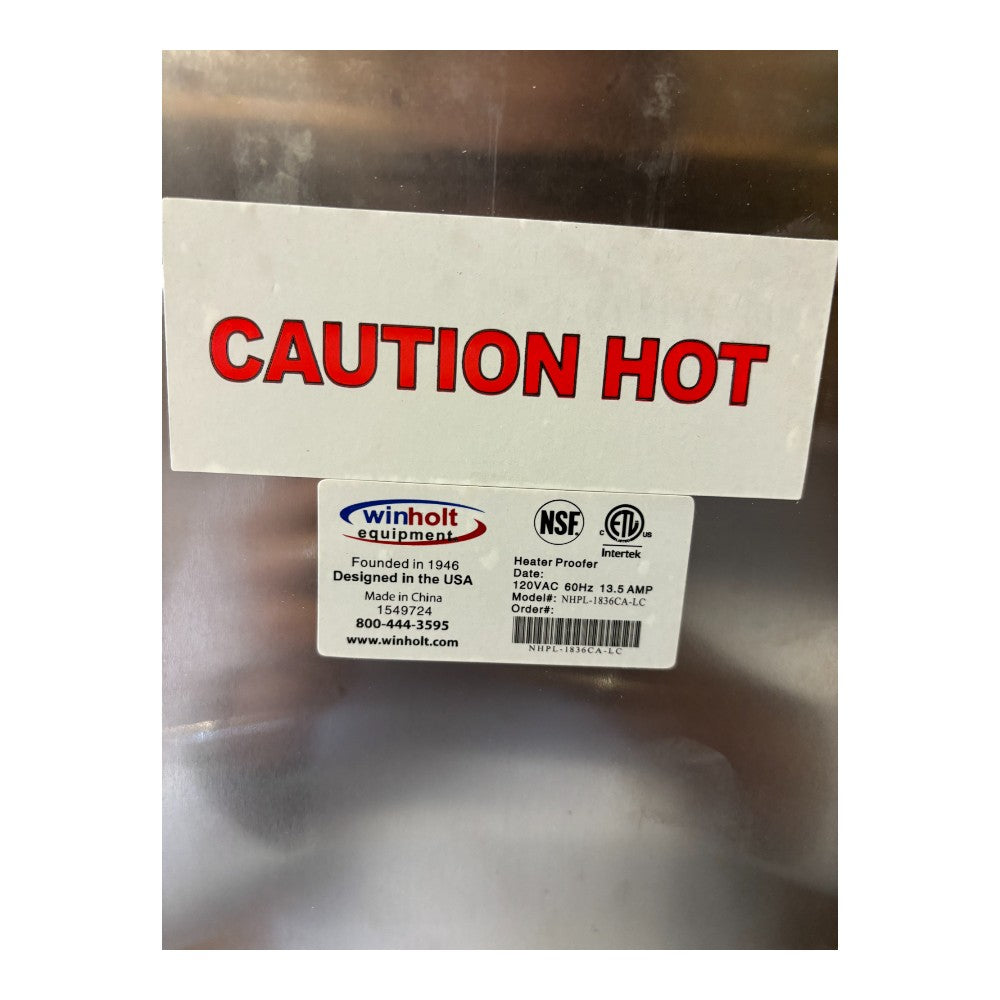 CAUTION HOT
winholt
equipment
Founded in 1946
Designed in the USA
Made in China
1549724
800-444-3595
www.winholt.com
NSF
C ETL US
Intertek
Heater Proofer
Date:
120VAC 60Hz 13.5 AMP
Model#: NHPL-1836CA-LC
Order#:
NHPL-1836CA-LC